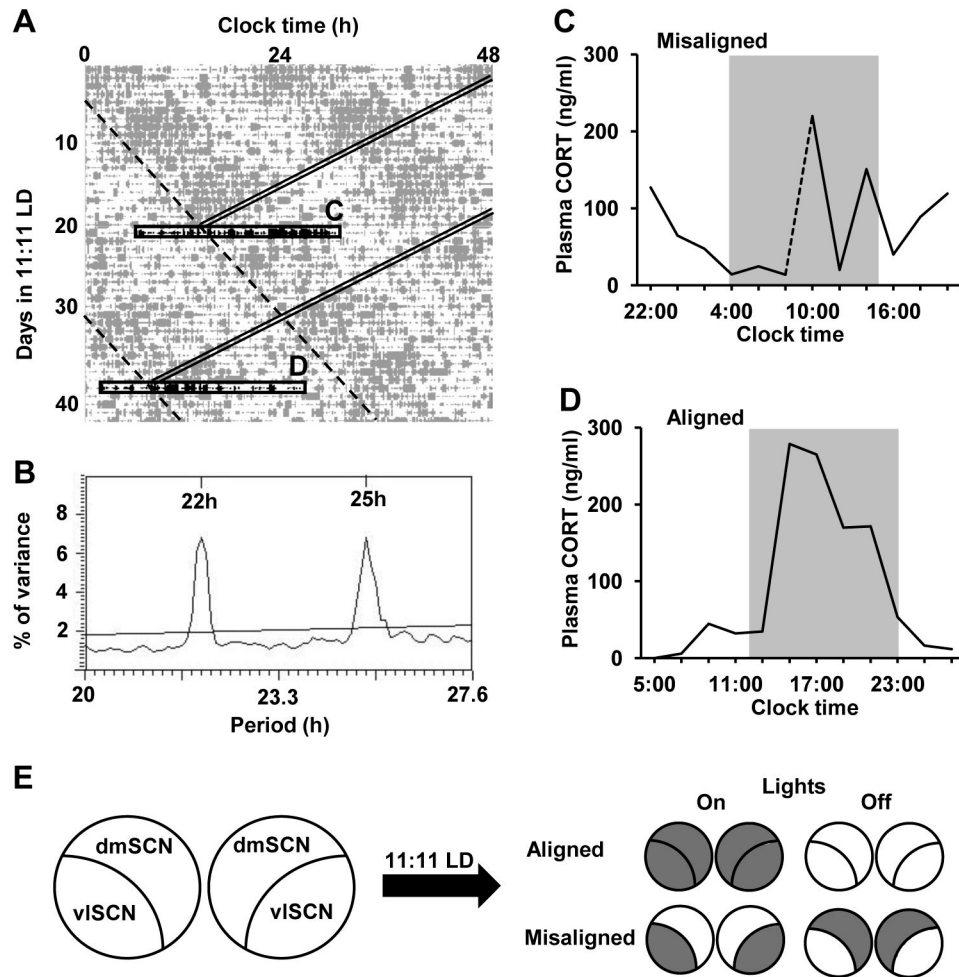 A
Clock time (h)
0 24 48
Days in 11:11 LD
10
20
30
40
C
D
B
% of variance
8
6
4
2
22h 25h
20 23.3 27.6
Period (h)
C
Misaligned
Plasma CORT (ng/ml)
300
200
100
0
22:00 4:00 10:00 16:00
Clock time
D
Aligned
Plasma CORT (ng/ml)
300
200
100
0
5:00 11:00 17:00 23:00
Clock time
E
dmSCN dmSCN
vlSCN vlSCN
11:11 LD
Lights
On Off
Aligned
Misaligned